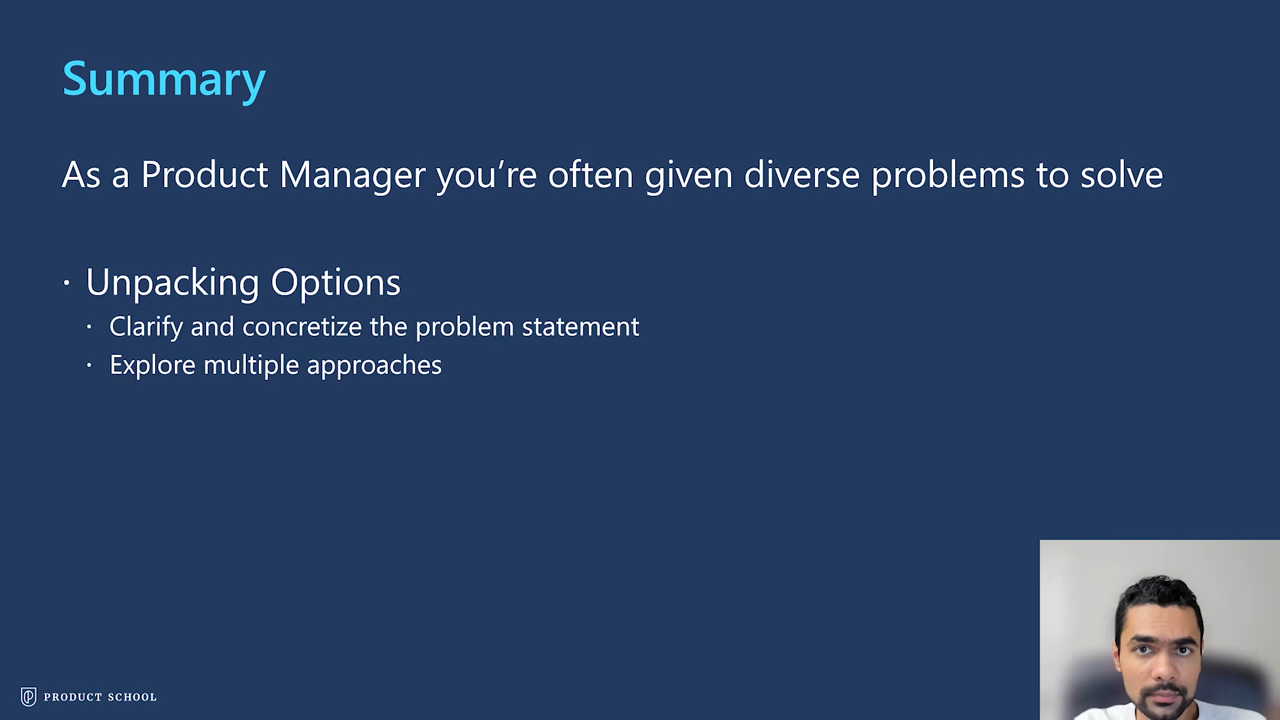 Summary
As a Product Manager you’re often given diverse problems to solve
· Unpacking Options
· Clarify and concretize the problem statement
· Explore multiple approaches
PRODUCT SCHOOL